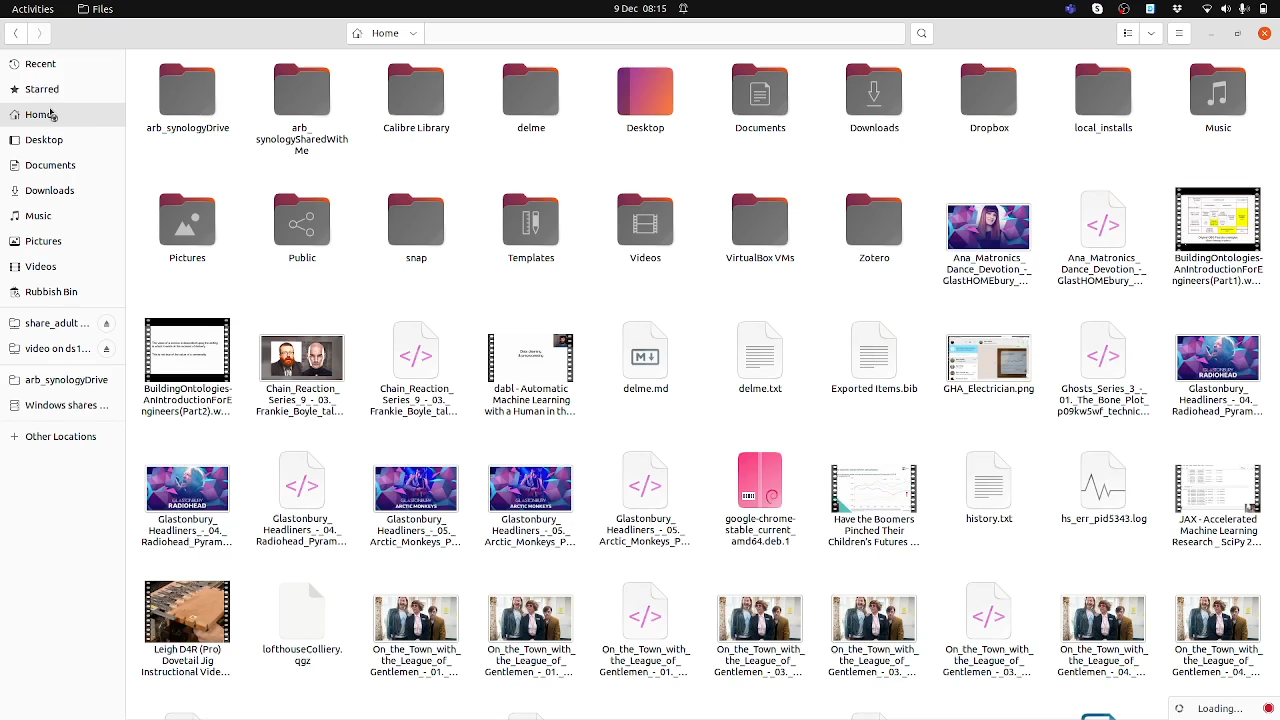 Activities
Files
9 Dec 08:15
Home
Recent
Starred
Home
Desktop
Documents
Downloads
Music
Pictures
Videos
Rubbish Bin
share_adult ...
video on ds1...
arb_synologyDrive
Windows shares ...
Other Locations
arb_synologyDrive
arb_
synologySharedWith
Me
Calibre Library
delme
Desktop
Documents
Downloads
Dropbox
local_installs
Music
Pictures
Public
snap
Templates
Videos
VirtualBox VMs
Zotero
Ana_Matronics_
Dance_Devotion_-_
GlastHOMEbury_...
Ana_Matronics_
Dance_Devotion_-_
GlastHOMEbury_...
BuildingOntologies-
AnIntroductionForE
ngineers(Part1).w...
BuildingOntologies-
AnIntroductionForE
ngineers(Part2).w...
Chain_Reaction_
Series_9_-_03._
Frankie_Boyle_tal...
Chain_Reaction_
Series_9_-_03._
Frankie_Boyle_tal...
dabl - Automatic
Machine Learning
with a Human in th...
delme.md
delme.txt
Exported Items.bib
GHA_Electrician.png
Ghosts_Series_3_-_
01._The_Bone_Plot_
p09kw5wf_technic...
Glastonbury_
Headliners_-_04._
Radiohead_Pyram...
Glastonbury_
Headliners_-_04._
Radiohead_Pyram...
Glastonbury_
Headliners_-_04._
Radiohead_Pyram...
Glastonbury_
Headliners_-_05._
Arctic_Monkeys_P...
Glastonbury_
Headliners_-_05._
Arctic_Monkeys_P...
Glastonbury_
Headliners_-_05._
Arctic_Monkeys_P...
google-chrome-
stable_current_
amd64.deb.1
Have the Boomers
Pinched Their
Children's Futures ...
history.txt
hs_err_pid5343.log
JAX - Accelerated
Machine Learning
Research _ SciPy 2...
Leigh D4R (Pro)
Dovetail Jig
Instructional Vide...
lofthouseColliery.
qgz
On_the_Town_with_
the_League_of_
Gentlemen_-_01....
On_the_Town_with_
the_League_of_
Gentlemen_-_01....
On_the_Town_with_
the_League_of_
Gentlemen_-_01....
On_the_Town_with_
the_League_of_
Gentlemen_-_03....
On_the_Town_with_
the_League_of_
Gentlemen_-_03....
On_the_Town_with_
the_League_of_
Gentlemen_-_03....
On_the_Town_with_
the_League_of_
Gentlemen_-_04....
On_the_Town_with_
the_League_of_
Gentlemen_-_04....
Loading...